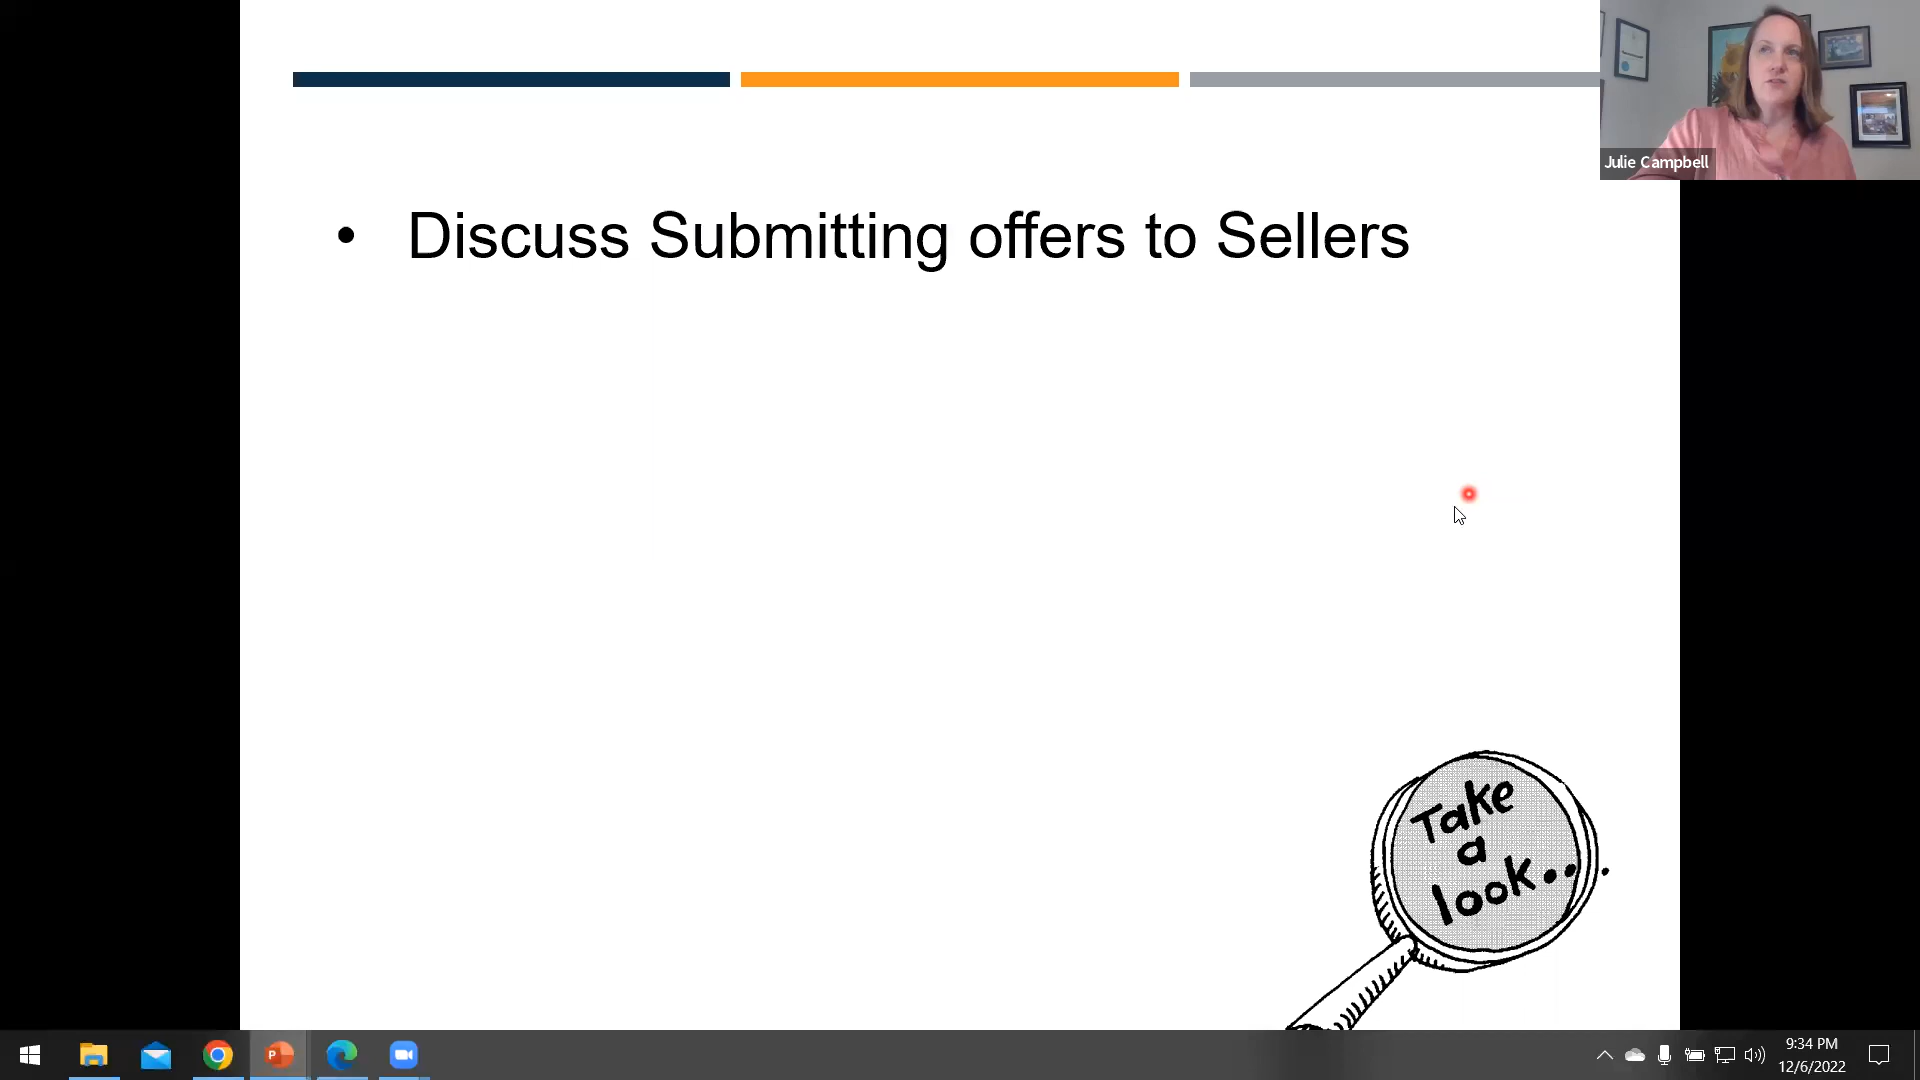 Julie Campbell
• Discuss Submitting offers to Sellers
Take
a
look...
9:34 PM
12/6/2022